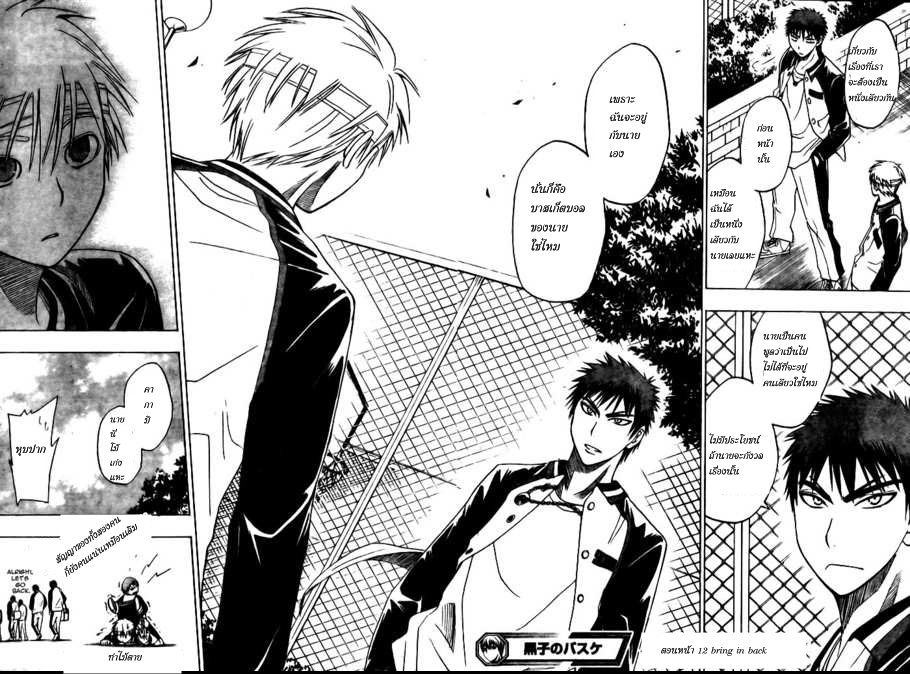 เกี่ยวกับ
เรื่องที่เรา
จะต้องเป็น
หนึ่งเดียวกัน
ก่อน
หน้า
นั้น
เหมือน
ฉันได้
เป็นหนึ่ง
เดียวกับ
นายเลยแหะ
นายเป็นคน
พูดว่าเป็นไป
ไม่ได้ที่จะอยู่
คนเดียวใช่ไหม
ไม่มีประโยชน์
ถ้านายจะกังวล
เรื่องนั้น
เพราะ
ฉันจะอยู่
กับนาย
เอง
นั่นก็คือ
บาสเก็ตบอล
ของนาย
ใช่ไหม
คา
กา
มิ
นาย
นี่
ไร้
เก่ง
แหะ
หุบปาก
สัญญาของทั้งสองคน
ก็ยังคนแน่นเหมือนเดิม
ALRIGHT,
LET'S
GO
BACK.
ทำไม้ตาย
黒子のバスケ
ตอนหน้า 12 bring in back